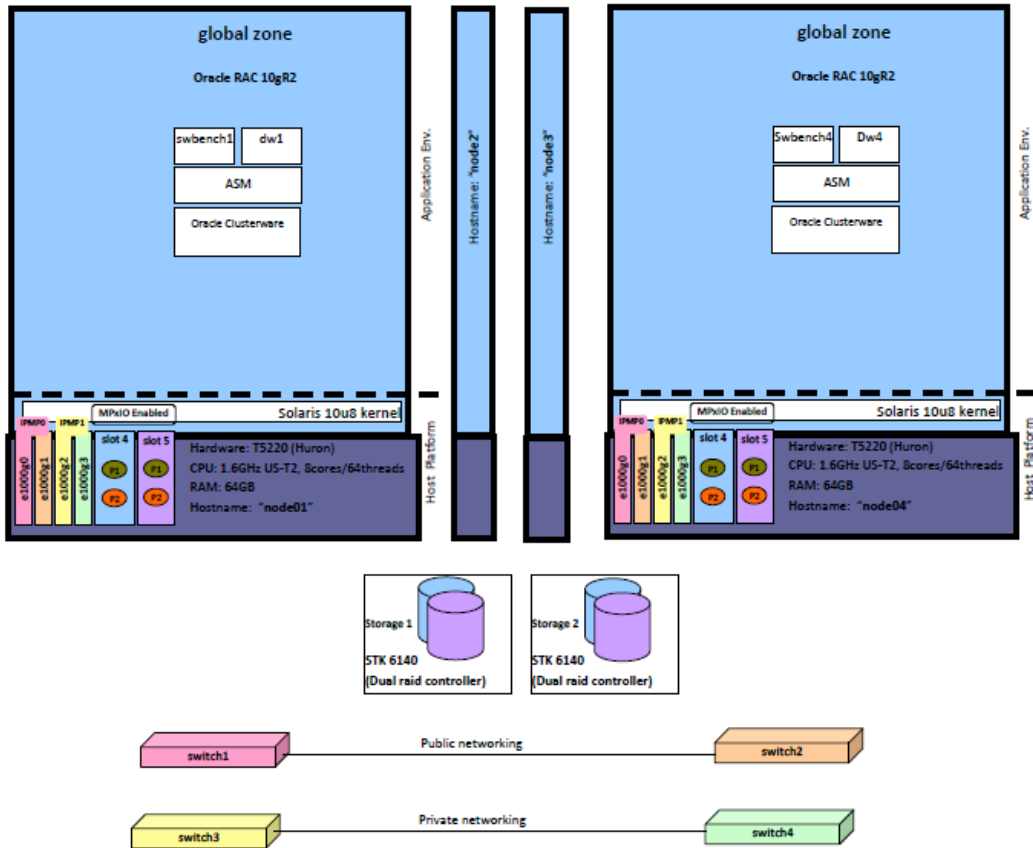 global zone
Oracle RAC 10gR2
swbench1
dw1
ASM
Oracle Clusterware
Application Env.
Host Platform
MPxIO Enabled
Solaris 10u8 kernel
IPMP0
IPMP1
e1000g0
e1000g1
e1000g2
e1000g3
slot 4
P1
P2
slot 5
P1
P2
Hardware: T5220 (Huron)
CPU: 1.6GHz US-T2, 8cores/64threads
RAM: 64GB
Hostname: "node01"
Hostname: "node2"
Hostname: "node3"
global zone
Oracle RAC 10gR2
Swbench4
Dw4
ASM
Oracle Clusterware
Application Env.
Host Platform
MPxIO Enabled
Solaris 10u8 kernel
IPMP0
IPMP1
e1000g0
e1000g1
e1000g2
e1000g3
slot 4
P1
P2
slot 5
P1
P2
Hardware: T5220 (Huron)
CPU: 1.6GHz US-T2, 8cores/64threads
RAM: 64GB
Hostname: "node04"
Storage 1
STK 6140
(Dual raid controller)
Storage 2
STK 6140
(Dual raid controller)
switch1
Public networking
switch2
switch3
Private networking
switch4